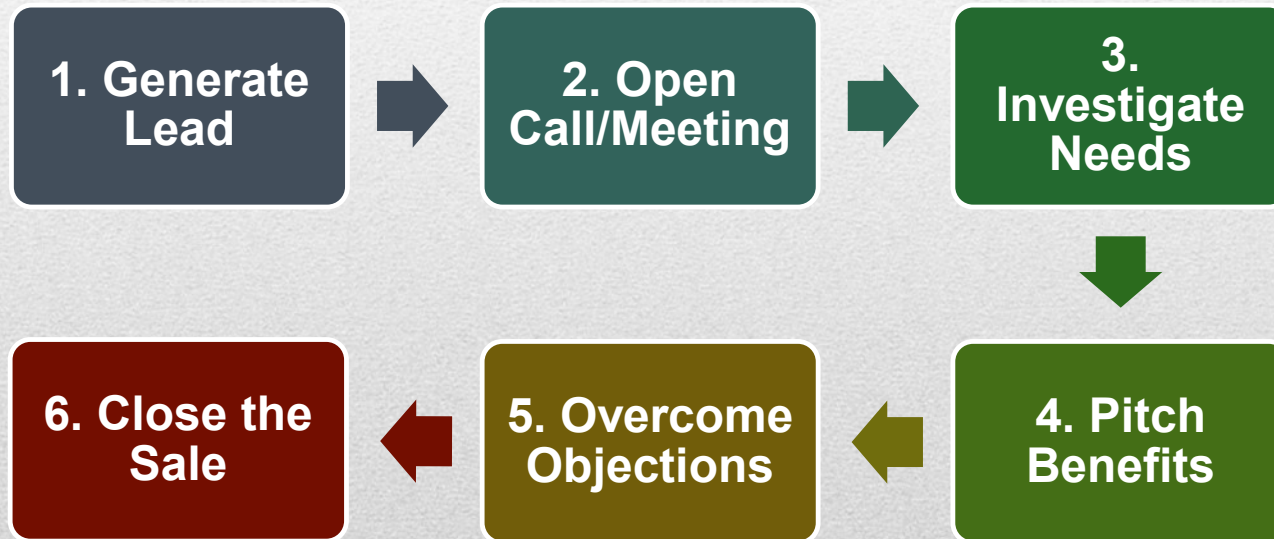 1. Generate
Lead
2. Open
Call/Meeting
3.
Investigate
Needs
4. Pitch
Benefits
5. Overcome
Objections
6. Close the
Sale